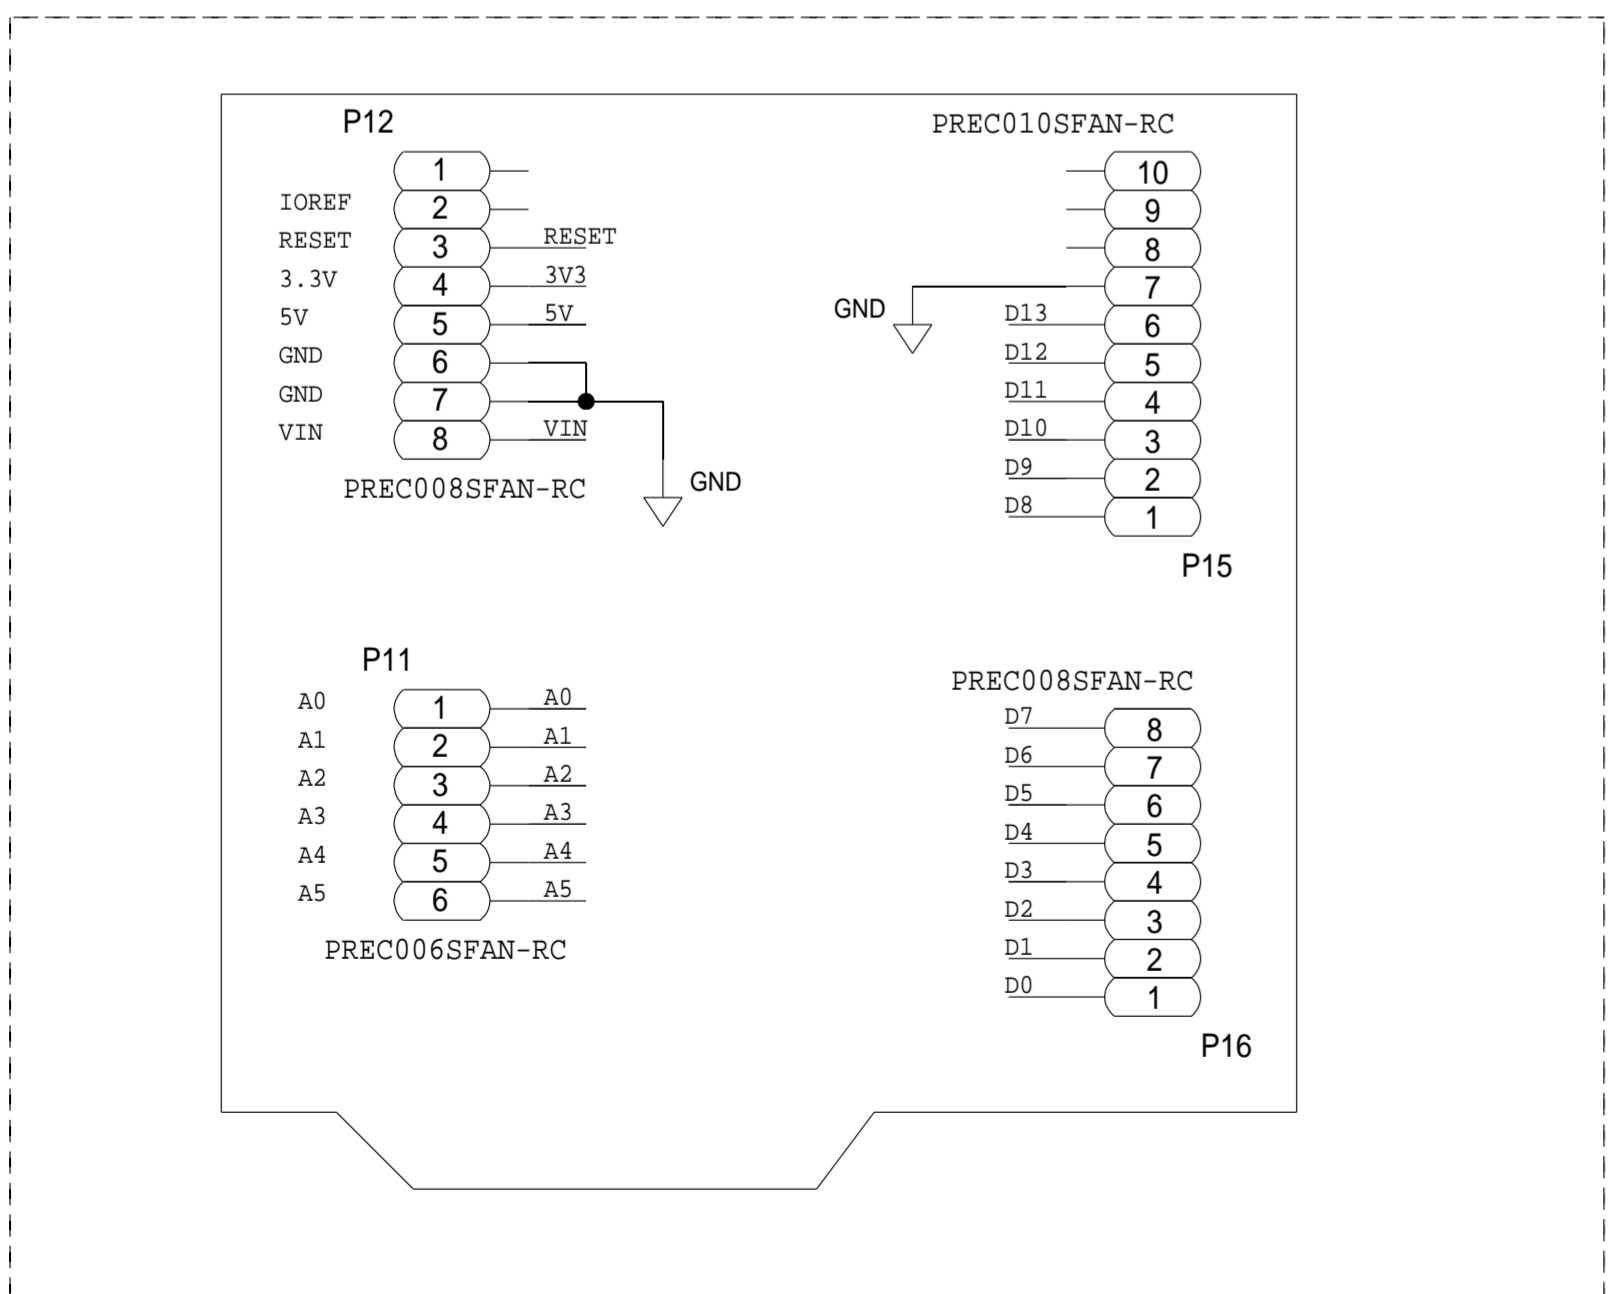 P12
1
IOREF 2
RESET 3 RESET
3.3V 4 3V3
5V 5 5V
GND 6
GND 7
VIN 8 VIN
PREC008SFAN-RC
GND
PREC010SFAN-RC
10
9
8
GND 7
D13 6
D12 5
D11 4
D10 3
D9 2
D8 1
P15
P11
A0 1 A0
A1 2 A1
A2 3 A2
A3 4 A3
A4 5 A4
A5 6 A5
PREC006SFAN-RC
PREC008SFAN-RC
D7 8
D6 7
D5 6
D4 5
D3 4
D2 3
D1 2
D0 1
P16